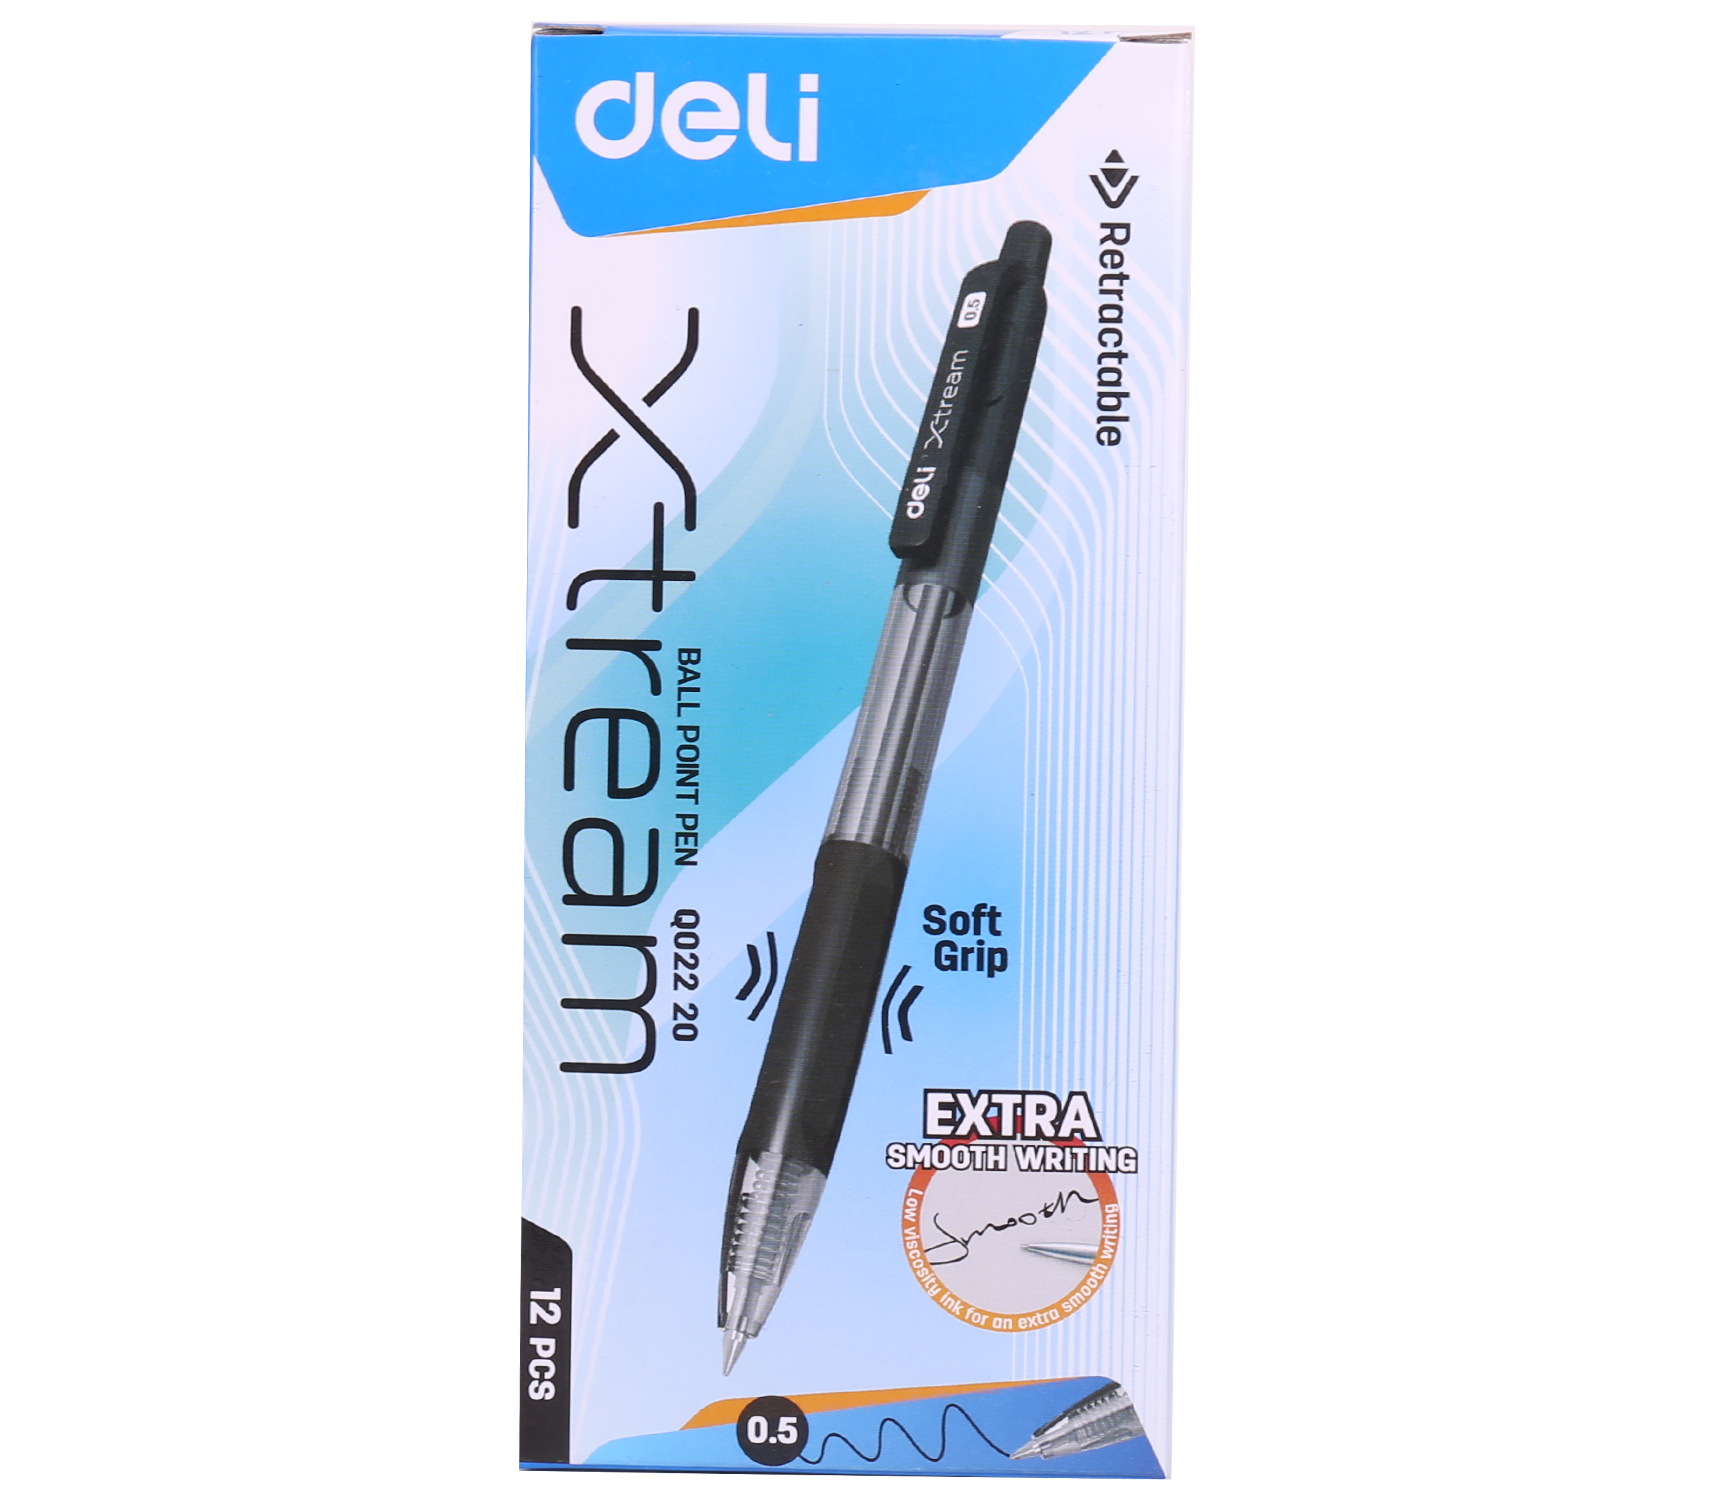 deli
Retractable
Xtream
BALL POINT PEN Q022 20
0.5
Xtream
deli
Soft
Grip
EXTRA
SMOOTH WRITING
Smooth
Low viscosity ink for an extra smooth writing
12 PCS
0.5